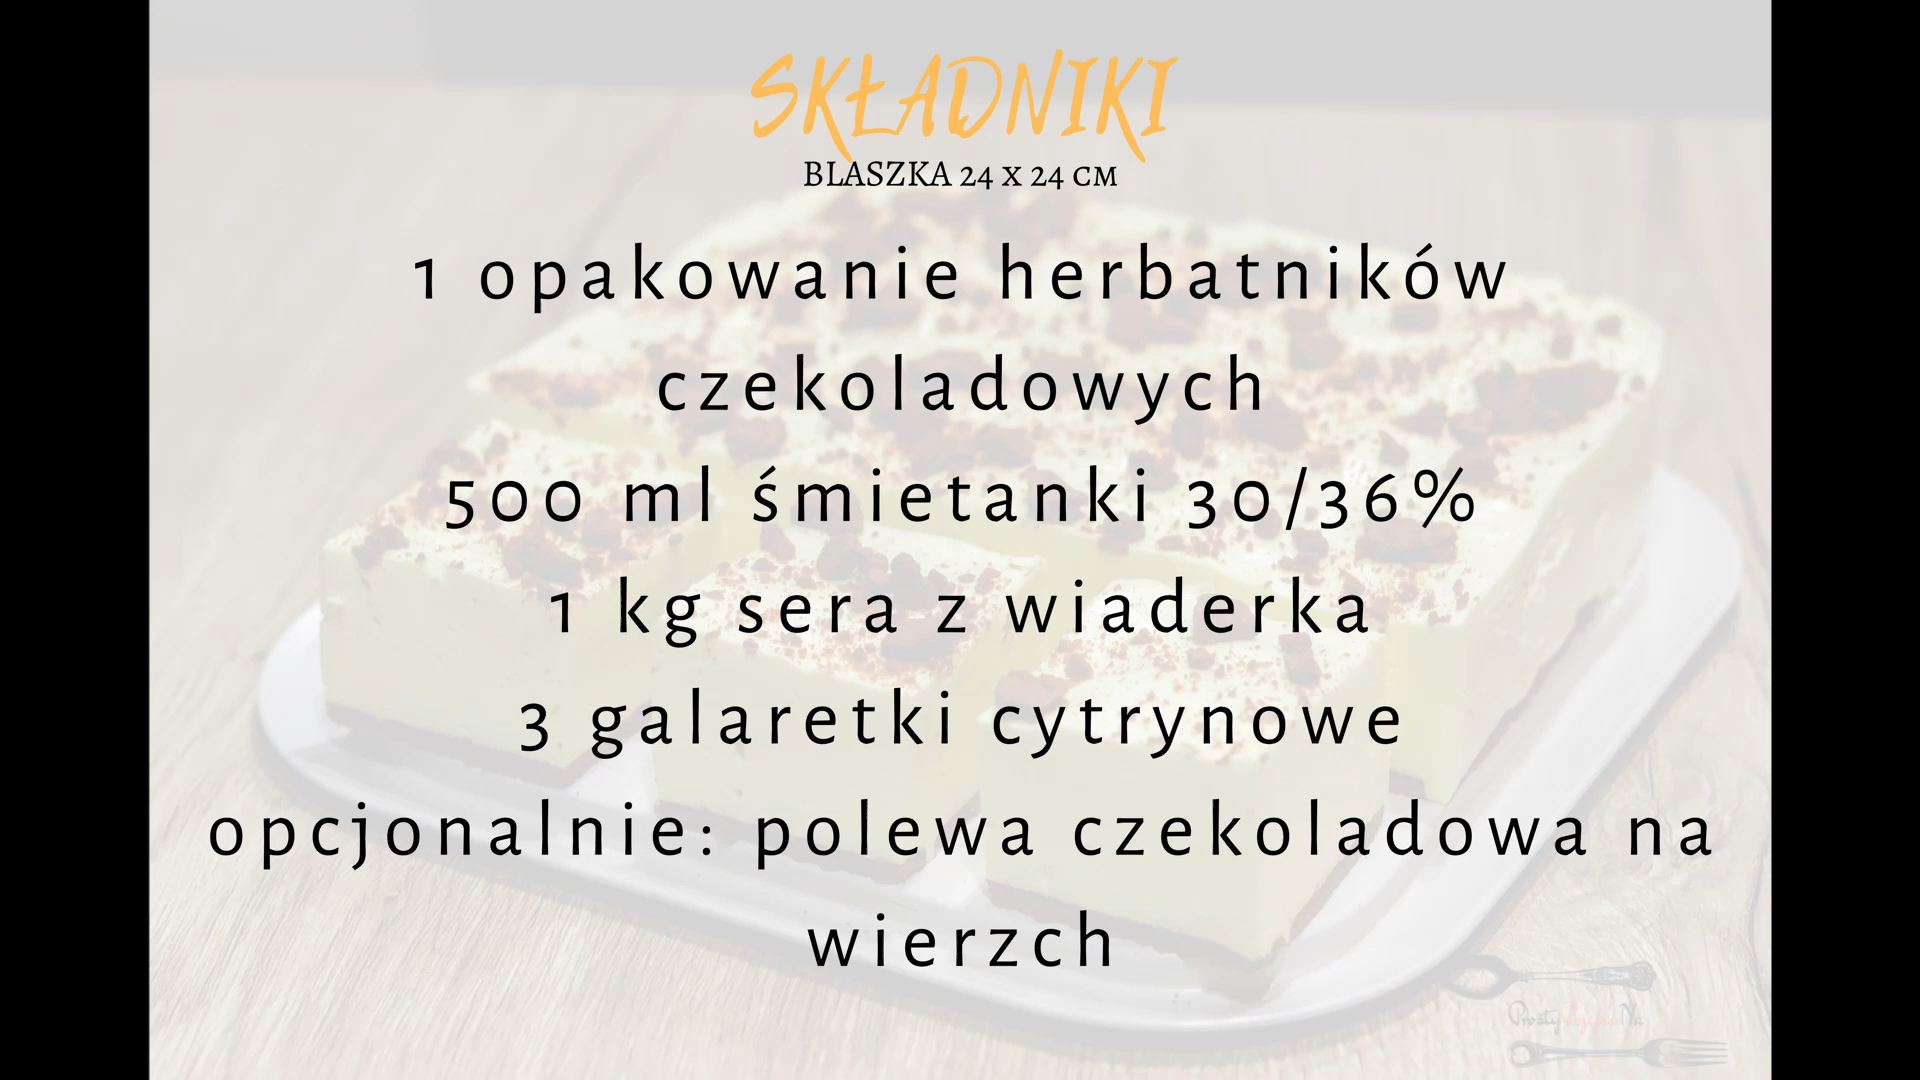 SKŁADNIKI
BLASZKA 24 X 24 CM
1 opakowanie herbatników
czekoladowych
500 ml śmietanki 30/36%
1 kg sera z wiaderka
3 galaretki cytrynowe
opcjonalnie: polewa czekoladowa na
wierzch